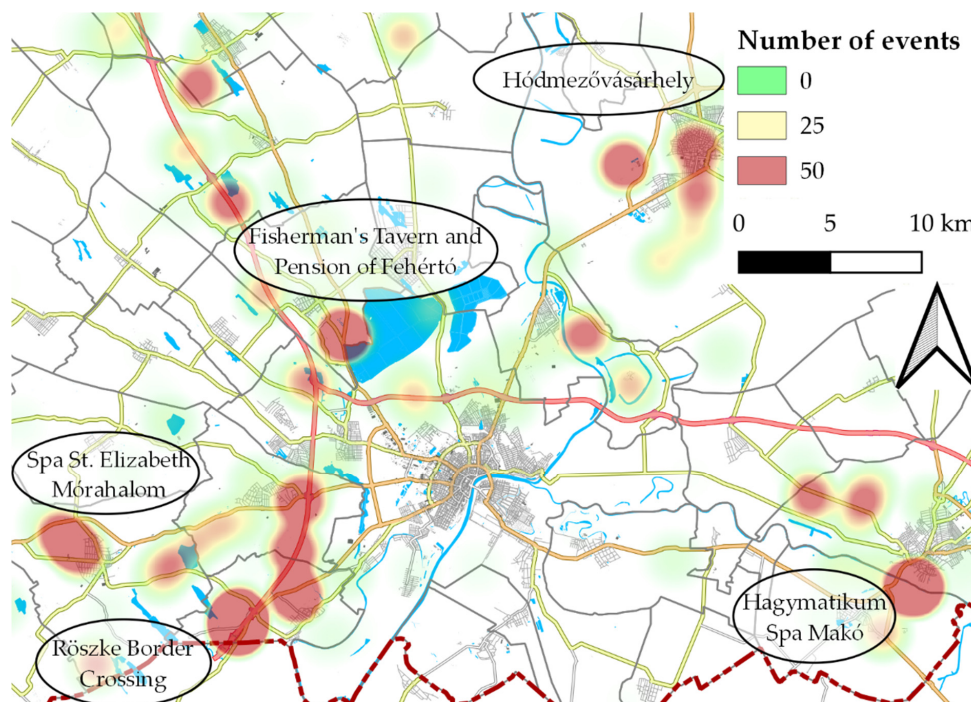 Number of events
0
25
50
0 5 10 km
Hódmezővásárhely
Fisherman's Tavern and
Pension of Fehértó
Spa St. Elizabeth
Mórahalom
Röszke Border
Crossing
Hagymatikum
Spa Makó